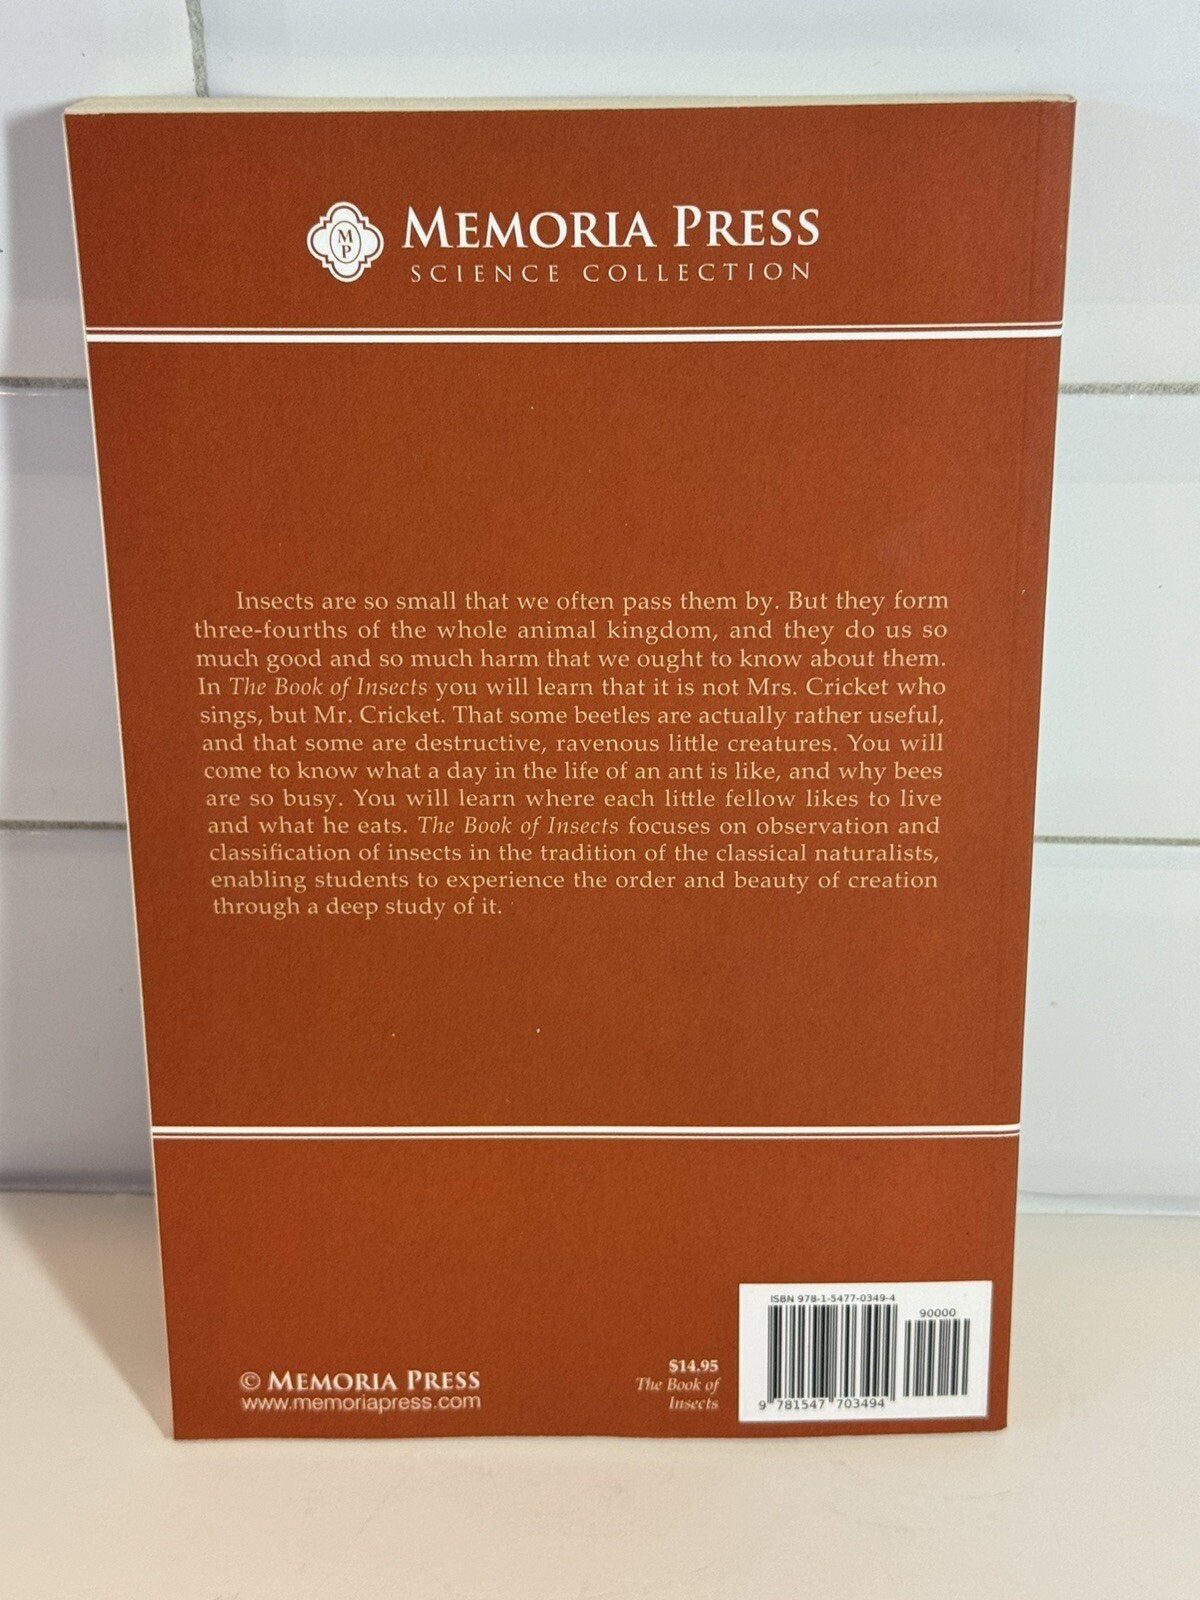 MP
MEMORIA PRESS
SCIENCE COLLECTION
Insects are so small that we often pass them by. But they form
three-fourths of the whole animal kingdom, and they do us so
much good and so much harm that we ought to know about them.
In The Book of Insects you will learn that it is not Mrs. Cricket who
sings, but Mr. Cricket. That some beetles are actually rather useful,
and that some are destructive, ravenous little creatures. You will
come to know what a day in the life of an ant is like, and why bees
are so busy. You will learn where each little fellow likes to live
and what he eats. The Book of Insects focuses on observation and
classification of insects in the tradition of the classical naturalists,
enabling students to experience the order and beauty of creation
through a deep study of it.
© MEMORIA PRESS
www.memoriapress.com
$14.95
The Book of
Insects
ISBN 978-1-5477-0349-4
90000
9 781547 703494